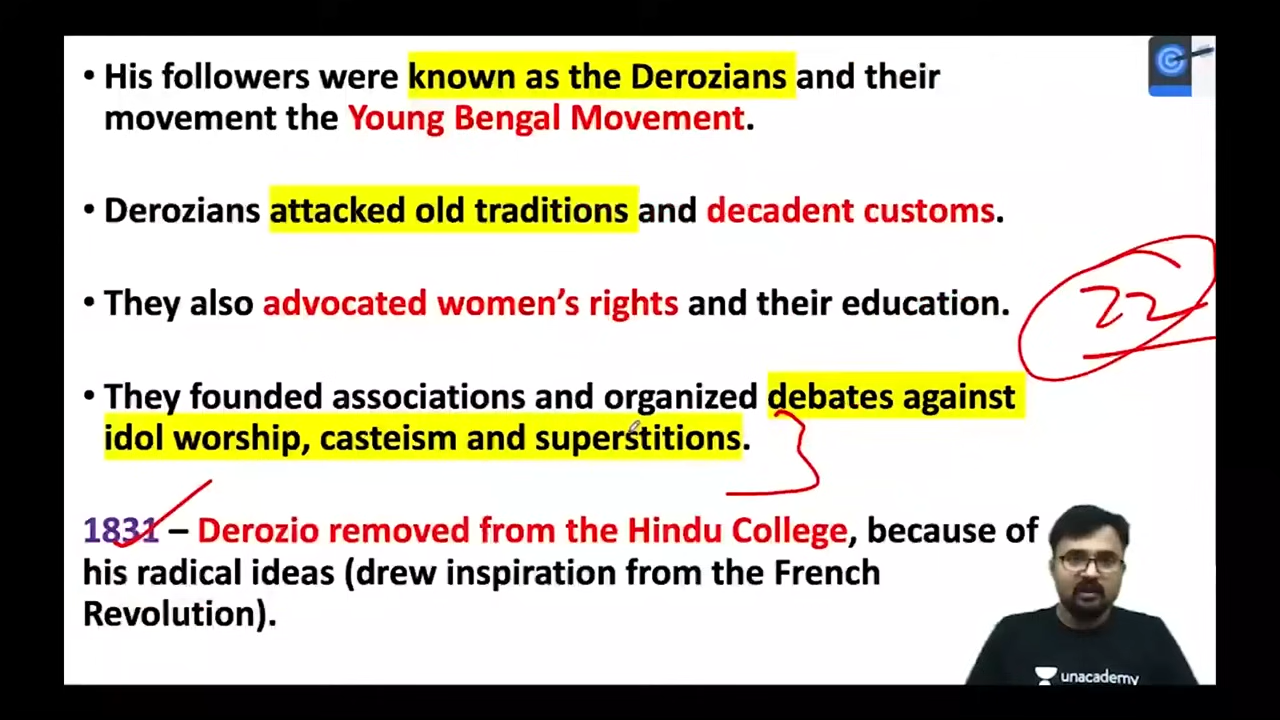 • His followers were known as the Derozians and their
movement the Young Bengal Movement.
• Derozians attacked old traditions and decadent customs.
22
• They also advocated women's rights and their education.
• They founded associations and organized debates against
idol worship, casteism and superstitions.
1831 – Derozio removed from the Hindu College, because of
his radical ideas (drew inspiration from the French
Revolution).
unacademy